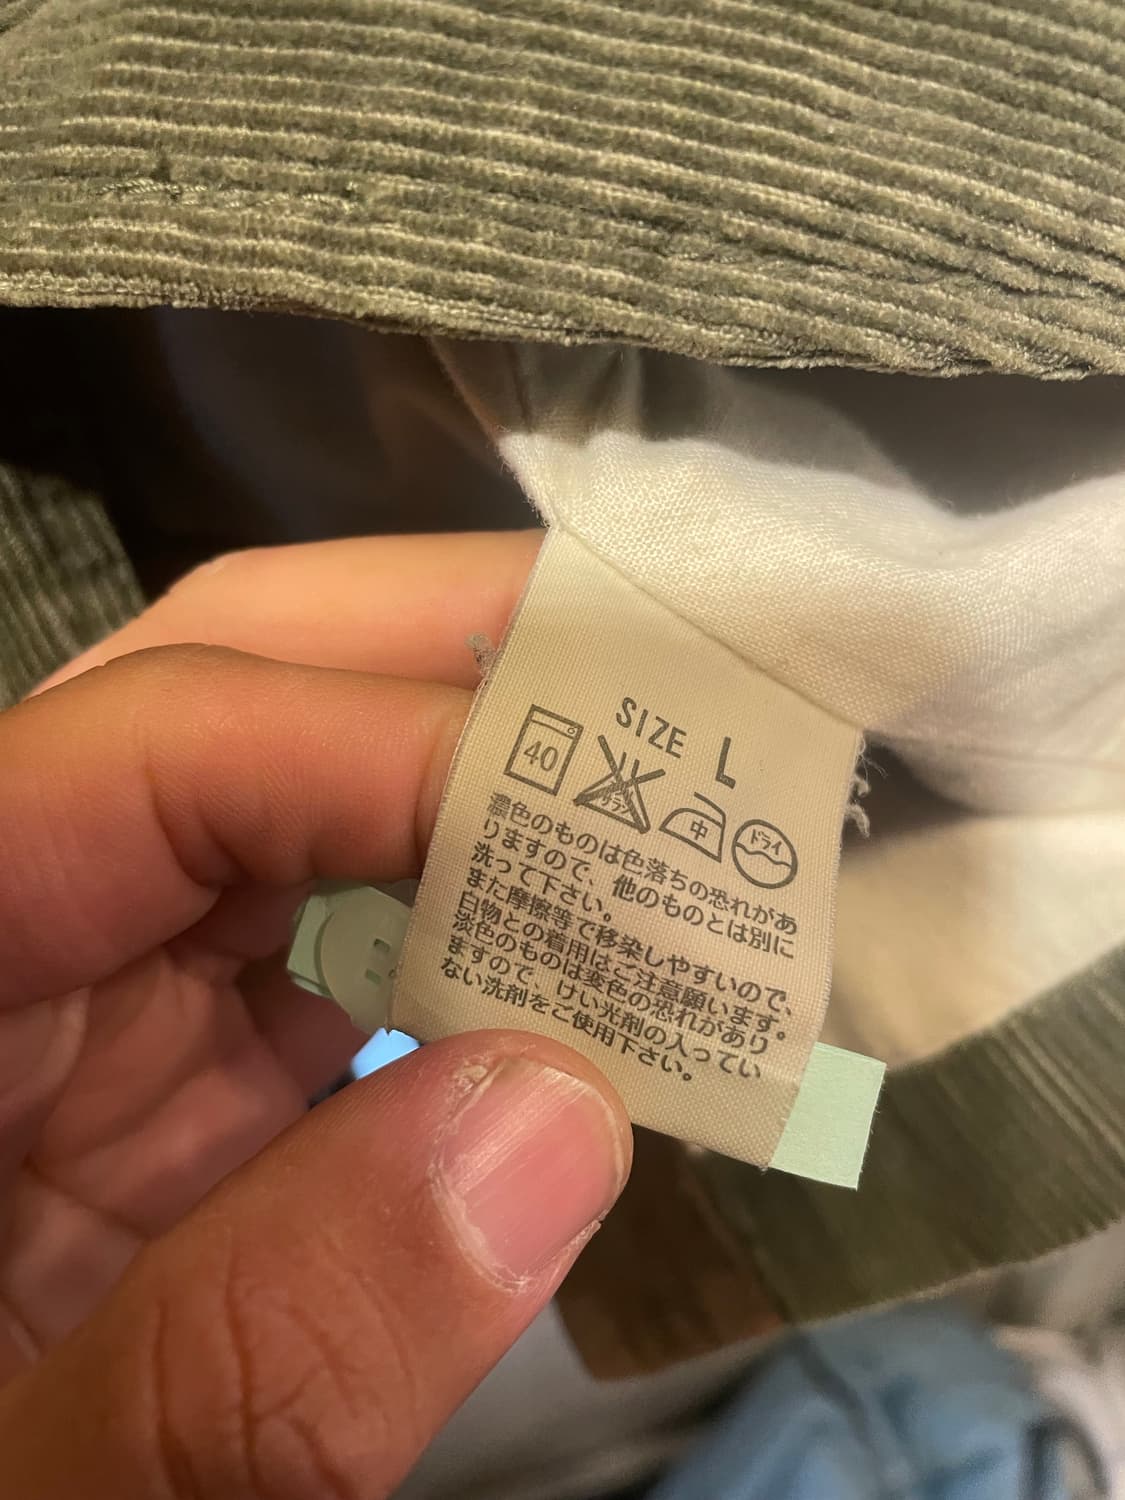 SIZE L
40
中
ドライ
濃色のものは色落ちの恐れがあ
りますので、他のものとは別に
洗って下さい。
また摩擦等で移染しやすいので、
白物との着用はご注意願います。
淡色のものは変色の恐れがあり
ますので、けい光剤の入ってい
ない洗剤をご使用下さい。